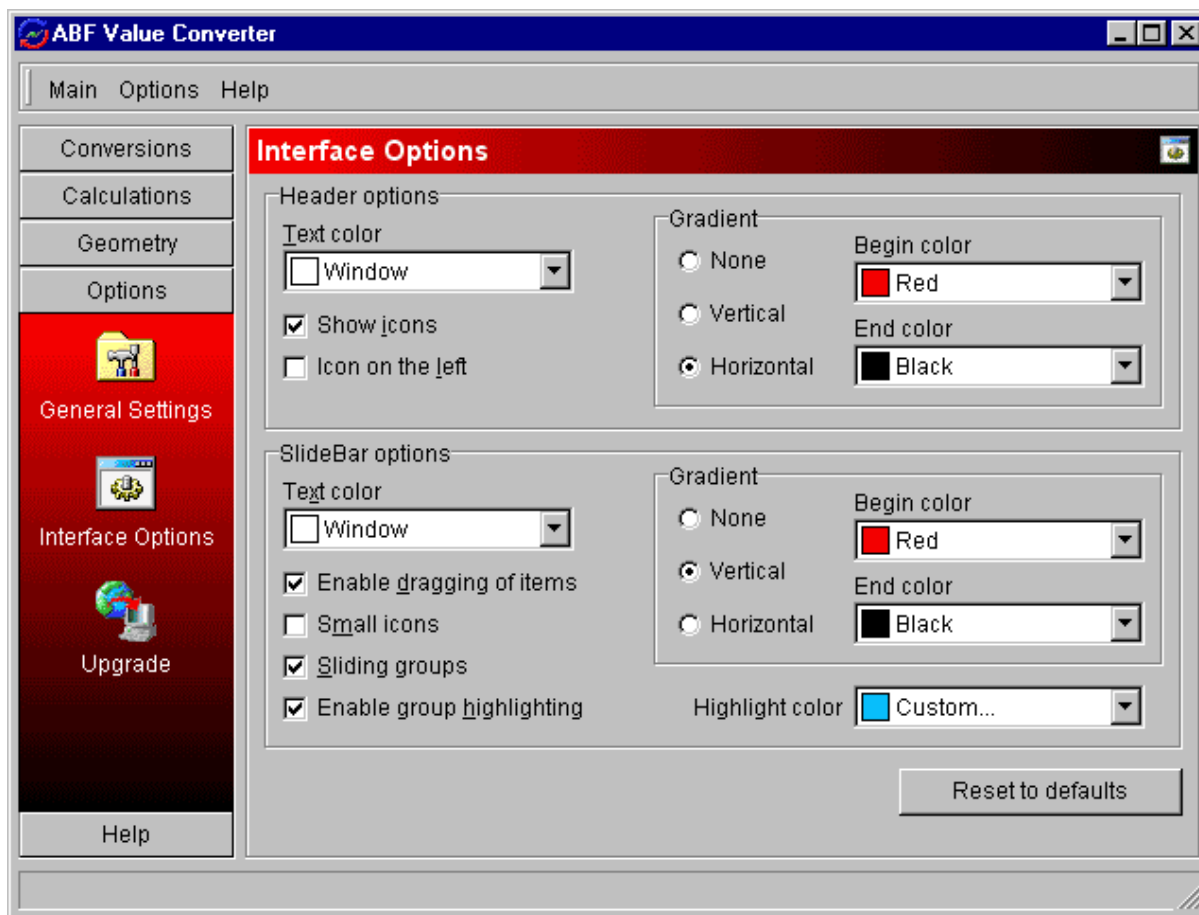 ABF Value Converter
Main Options Help
Conversions
Calculations
Geometry
Options
General Settings
Interface Options
Upgrade
Help
Interface Options
Header options
Text color
Window
Show icons
Icon on the left
Gradient
None
Vertical
Horizontal
Begin color
Red
End color
Black
SlideBar options
Text color
Window
Enable dragging of items
Small icons
Sliding groups
Enable group highlighting
Gradient
None
Vertical
Horizontal
Begin color
Red
End color
Black
Highlight color Custom...
Reset to defaults